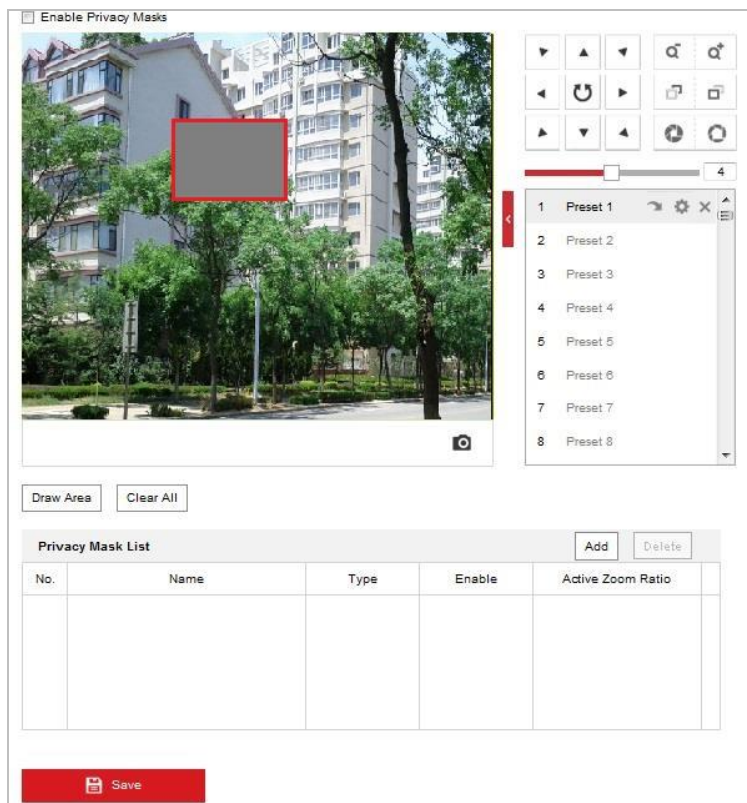 Enable Privacy Masks
4
1 Preset 1
2 Preset 2
3 Preset 3
4 Preset 4
5 Preset 5
6 Preset 6
7 Preset 7
8 Preset 8
Draw Area Clear All
Privacy Mask List Add Delete
No. Name Type Enable Active Zoom Ratio
Save